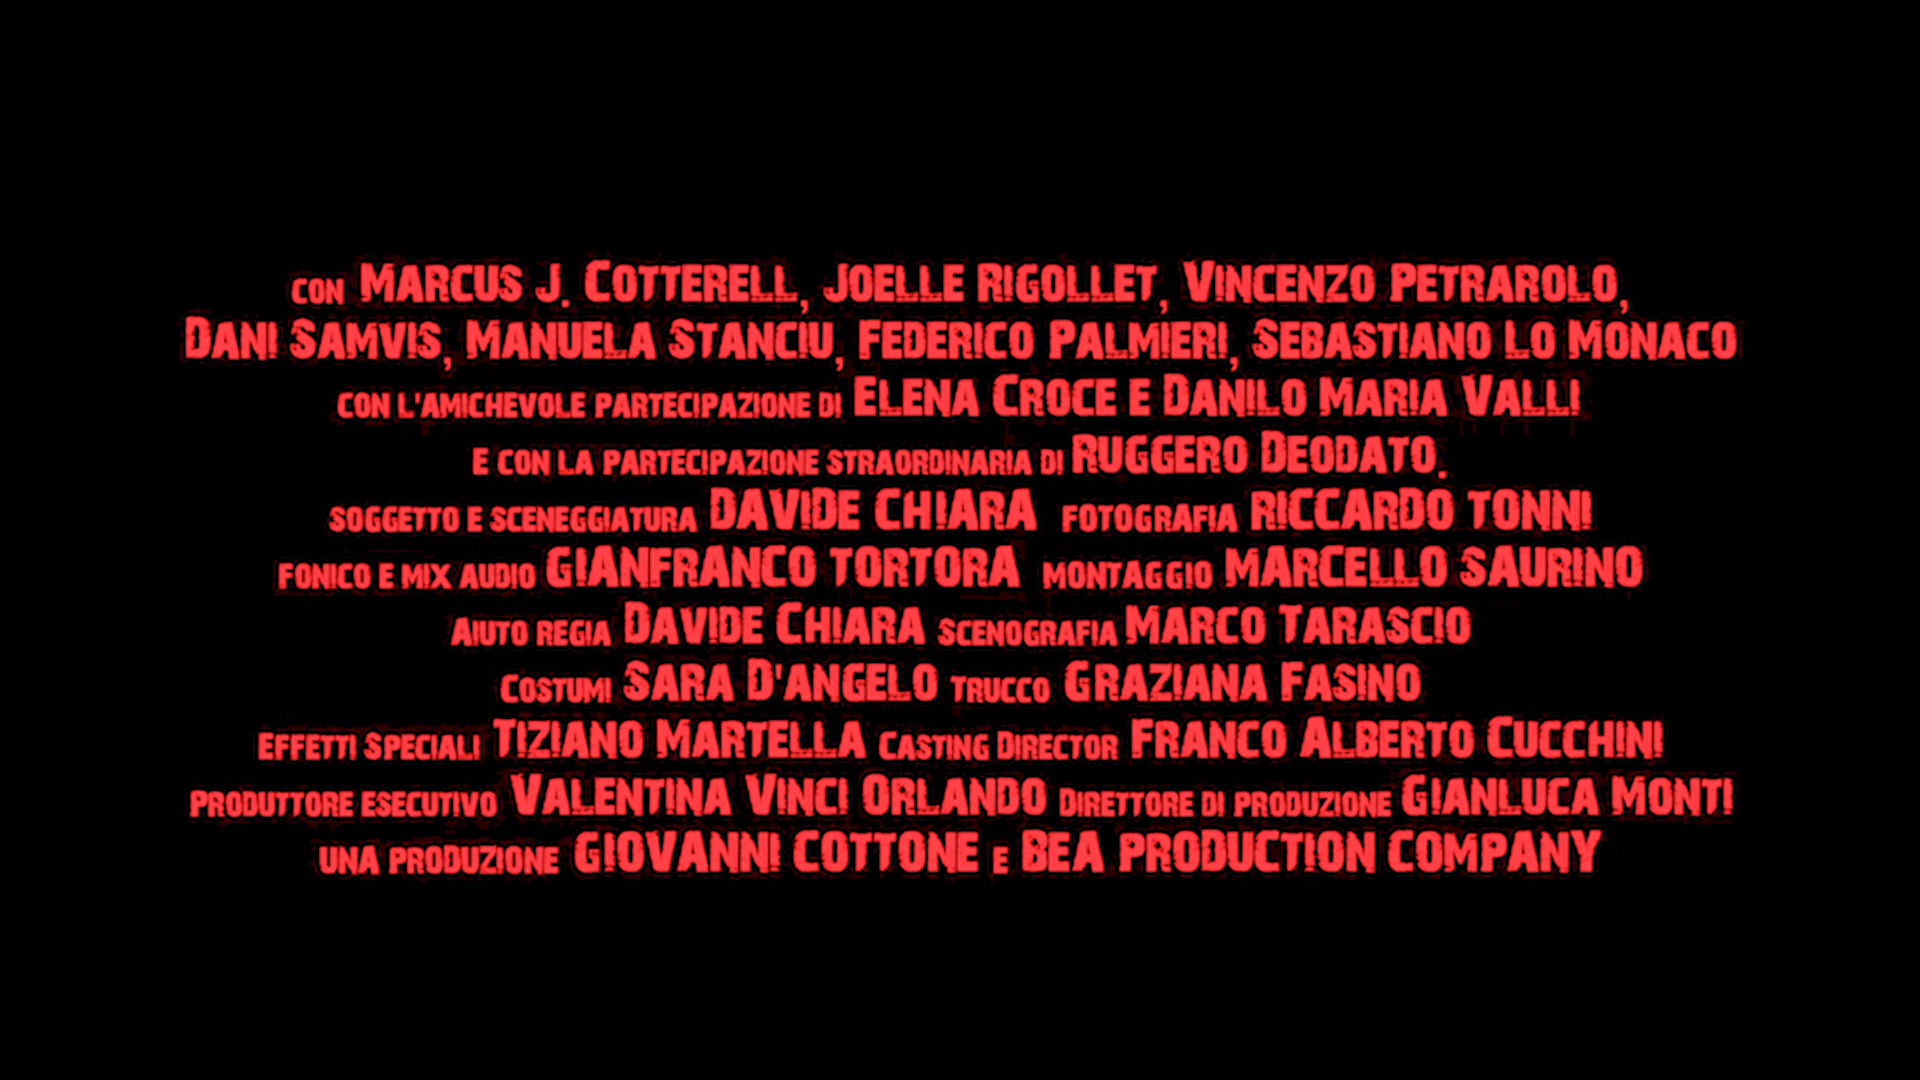 CON MARCUS J. COTTERELL, JOELLE RIGOLLET, VINCENZO PETRAROLO,
DANI SAMVIS, MANUELA STANCIU, FEDERICO PALMIERI, SEBASTIANO LO MONACO
CON L'AMICHEVOLE PARTECIPAZIONE DI ELENA CROCE E DANILO MARIA VALLI
E CON LA PARTECIPAZIONE STRAORDINARIA DI RUGGERO DEODATO.
SOGGETTO E SCENEGGIATURA DAVIDE CHIARA FOTOGRAFIA RICCARDO TONNI
FONICO E MIX AUDIO GIANFRANCO TORTORA MONTAGGIO MARCELLO SAURINO
AIUTO REGIA DAVIDE CHIARA SCENOGRAFIA MARCO TARASCIO
COSTUMI SARA D'ANGELO TRUCCO GRAZIANA FASINO
EFFETTI SPECIALI TIZIANO MARTELLA CASTING DIRECTOR FRANCO ALBERTO CUCCHINI
PRODUTTORE ESECUTIVO VALENTINA VINCI ORLANDO DIRETTORE DI PRODUZIONE GIANLUCA MONTI
UNA PRODUZIONE GIOVANNI COTTONE E BEA PRODUCTION COMPANY